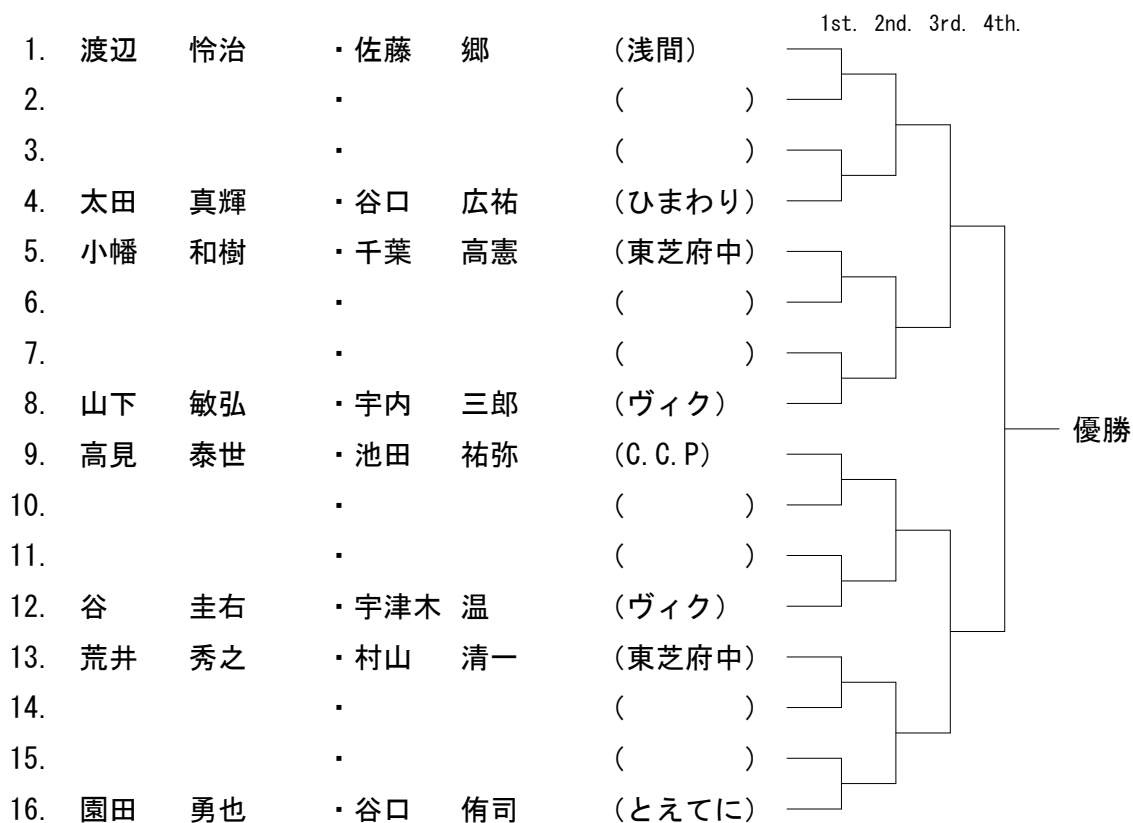 1st. 2nd. 3rd. 4th.
1. 渡辺 怜治 ・佐藤 郷 (浅間)
2. ・ ( )
3. ・ ( )
4. 太田 真輝 ・谷口 広祐 (ひまわり)
5. 小幡 和樹 ・千葉 高憲 (東芝府中)
6. ・ ( )
7. ・ ( )
8. 山下 敏弘 ・宇内 三郎 (ヴィク)
優勝
9. 高見 泰世 ・池田 祐弥 (C.C.P)
10. ・ ( )
11. ・ ( )
12. 谷 圭右 ・宇津木 温 (ヴィク)
13. 荒井 秀之 ・村山 清一 (東芝府中)
14. ・ ( )
15. ・ ( )
16. 園田 勇也 ・谷口 侑司 (とえてに)